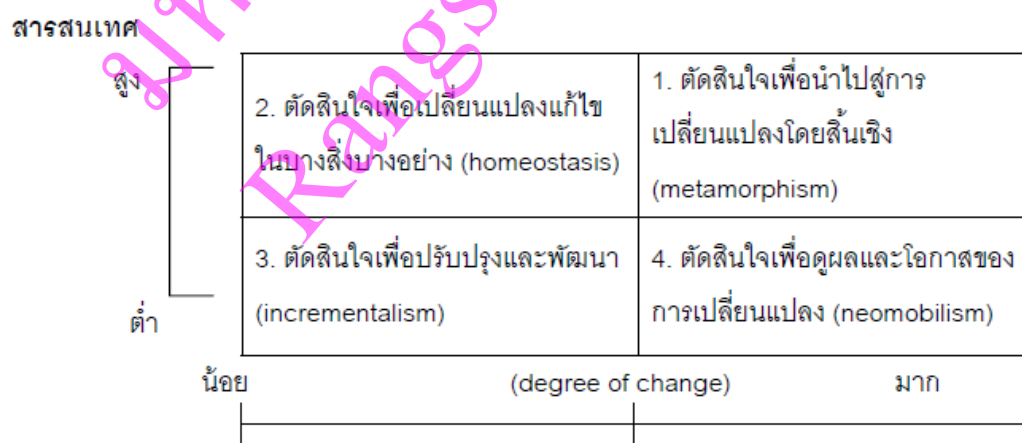 สารสนเทศ
สูง
2. ตัดสินใจเพื่อเปลี่ยนแปลงแก้ไข
ในบางสิ่งบางอย่าง (homeostasis)
1. ตัดสินใจเพื่อนำไปสู่การ
เปลี่ยนแปลงโดยสิ้นเชิง
(metamorphism)
3. ตัดสินใจเพื่อปรับปรุงและพัฒนา
(incrementalism)
4. ตัดสินใจเพื่อดูผลและโอกาสของ
การเปลี่ยนแปลง (neomobilism)
ต่ำ
น้อย (degree of change) มาก
Rangs